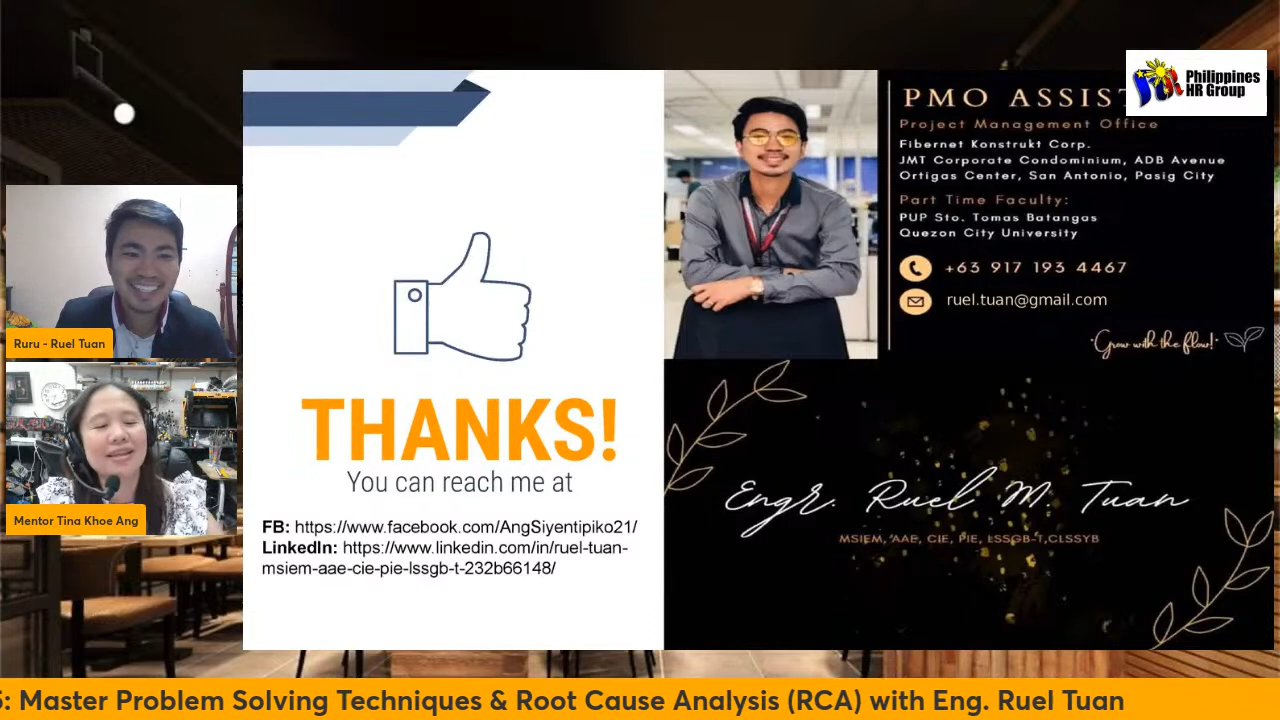 Philippines
HR Group
PMO ASSIST
Project Management Office
Fibernet Konstrukt Corp.
JMT Corporate Condominium, ADB Avenue
Ortigas Center, San Antonio, Pasig City
Part Time Faculty:
PUP Sto. Tomas Batangas
Quezon City University
+63 917 193 4467
ruel.tuan@gmail.com
"Grow with the flow!"
Ruru - Ruel Tuan
Mentor Tina Khoe Ang
THANKS!
You can reach me at
FB: https://www.facebook.com/AngSiyentipiko21/
LinkedIn: https://www.linkedin.com/in/ruel-tuan-
msiem-aae-cie-pie-lssgb-t-232b66148/
Engr. Ruel M. Tuan
MSIEM, AAE, CIE, PIE, LSSGB-T,CLSSYB
: Master Problem Solving Techniques & Root Cause Analysis (RCA) with Eng. Ruel Tuan